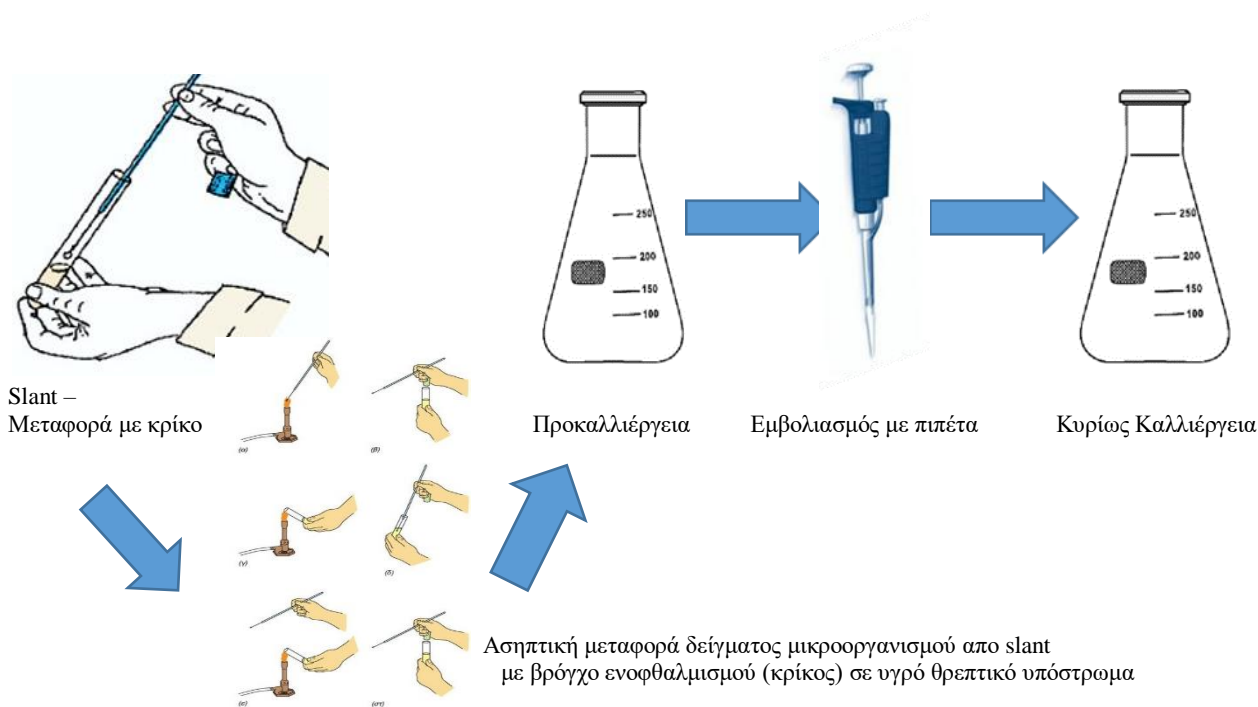 250
200
150
100
250
200
150
100
Slant –
Μεταφορά με κρίκο
Προκαλλιέργεια
Εμβολιασμός με πιπέτα
Κυρίως Καλλιέργεια
(α)
(β)
(γ)
(δ)
(ε)
(στ)
Ασηπτική μεταφορά δείγματος μικροοργανισμού απο slant
με βρόγχο ενοφθαλμισμού (κρίκος) σε υγρό θρεπτικό υπόστρωμα